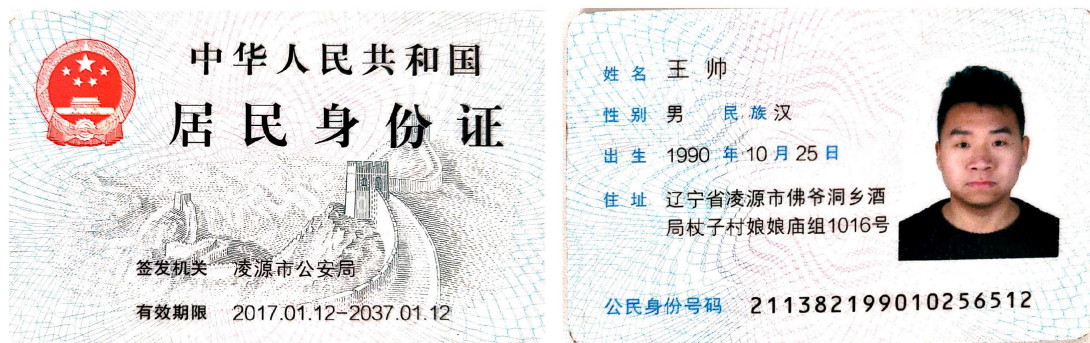 中华人民共和国
居民身份证
签发机关 凌源市公安局
有效期限 2017.01.12-2037.01.12
姓名 王帅
性别 男 民族 汉
出生 1990 年 10 月 25 日
住址 辽宁省凌源市佛爷洞乡酒
局杖子村娘娘庙组1016号
公民身份号码 211382199010256512